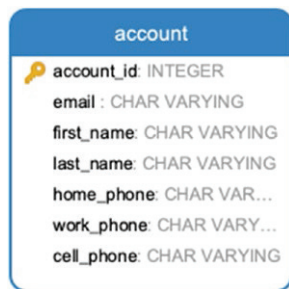 account
account_id: INTEGER
email : CHAR VARYING
first_name: CHAR VARYING
last_name: CHAR VARYING
home_phone: CHAR VAR...
work_phone: CHAR VARY...
cell_phone: CHAR VARYING